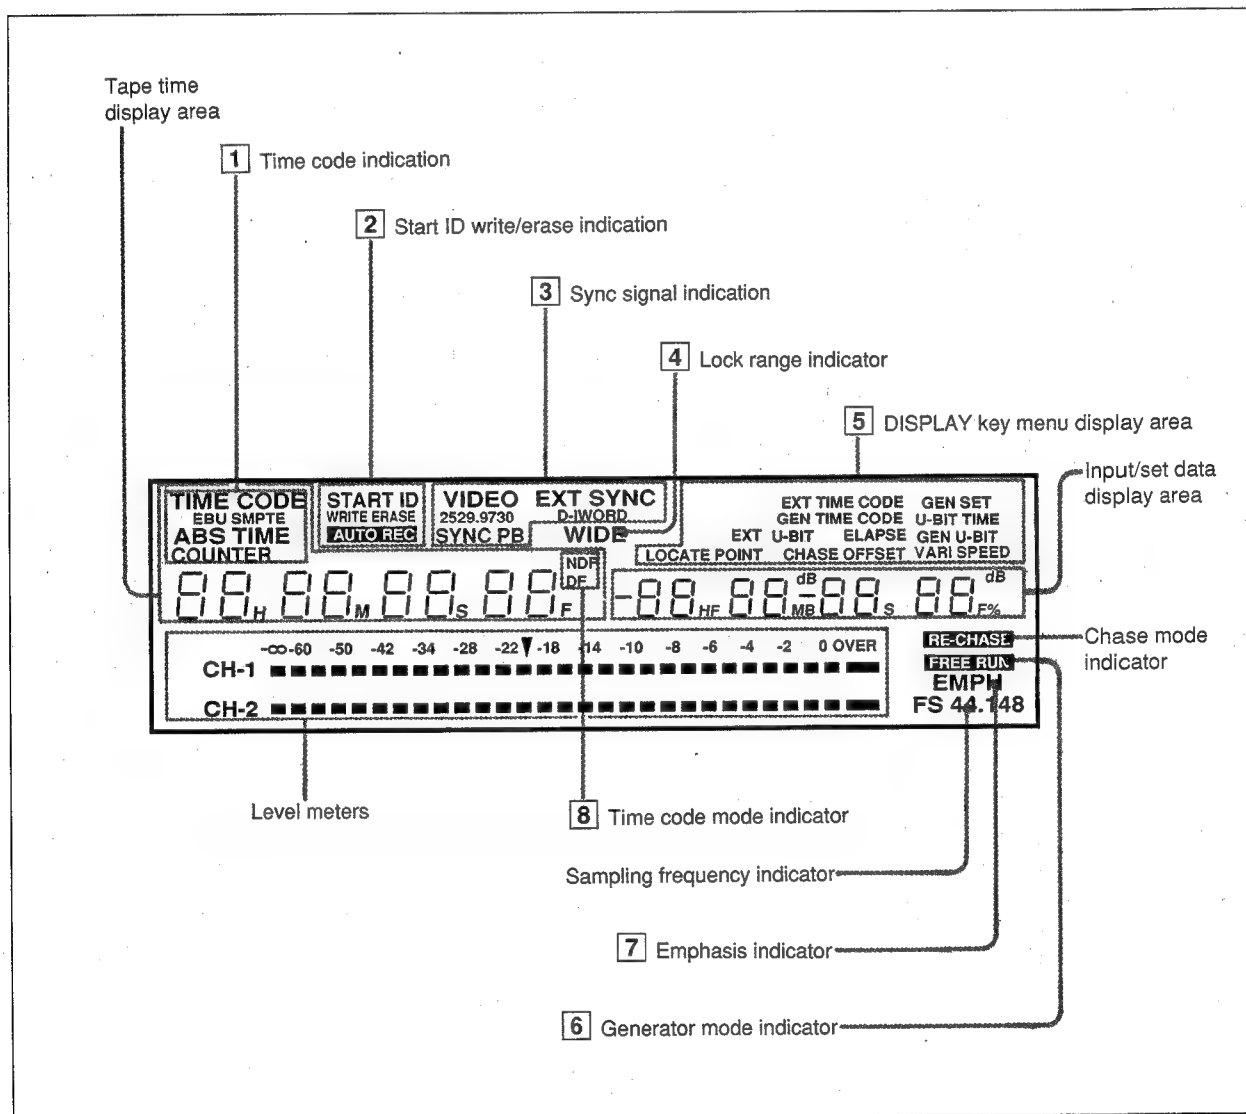 Tape time
display area
1 Time code indication
2 Start ID write/erase indication
3 Sync signal indication
4 Lock range indicator
5 DISPLAY key menu display area
Input/set data
display area
TIME CODE
EBU SMPTE
ABS TIME
COUNTER
START ID
WRITE ERASE
AUTO REC
VIDEO EXT SYNC
2529.9730 D-IWORD
SYNC PB WIDE
EXT TIME CODE GEN SET
GEN TIME CODE U-BIT TIME
EXT U-BIT ELAPSE GEN U-BIT
LOCATE POINT CHASE OFFSET VARI SPEED
NDF
DF
88H 88M 88S 88F
-88HF 88dB MB-88S 88dB F%
-∞-60 -50 -42 -34 -28 -22 -18 -14 -10 -8 -6 -4 -2 0 OVER
CH-1
CH-2
RE-CHASE
FREE RUN
EMPH
FS 44.148
Chase mode
indicator
Level meters
8 Time code mode indicator
Sampling frequency indicator
7 Emphasis indicator
6 Generator mode indicator